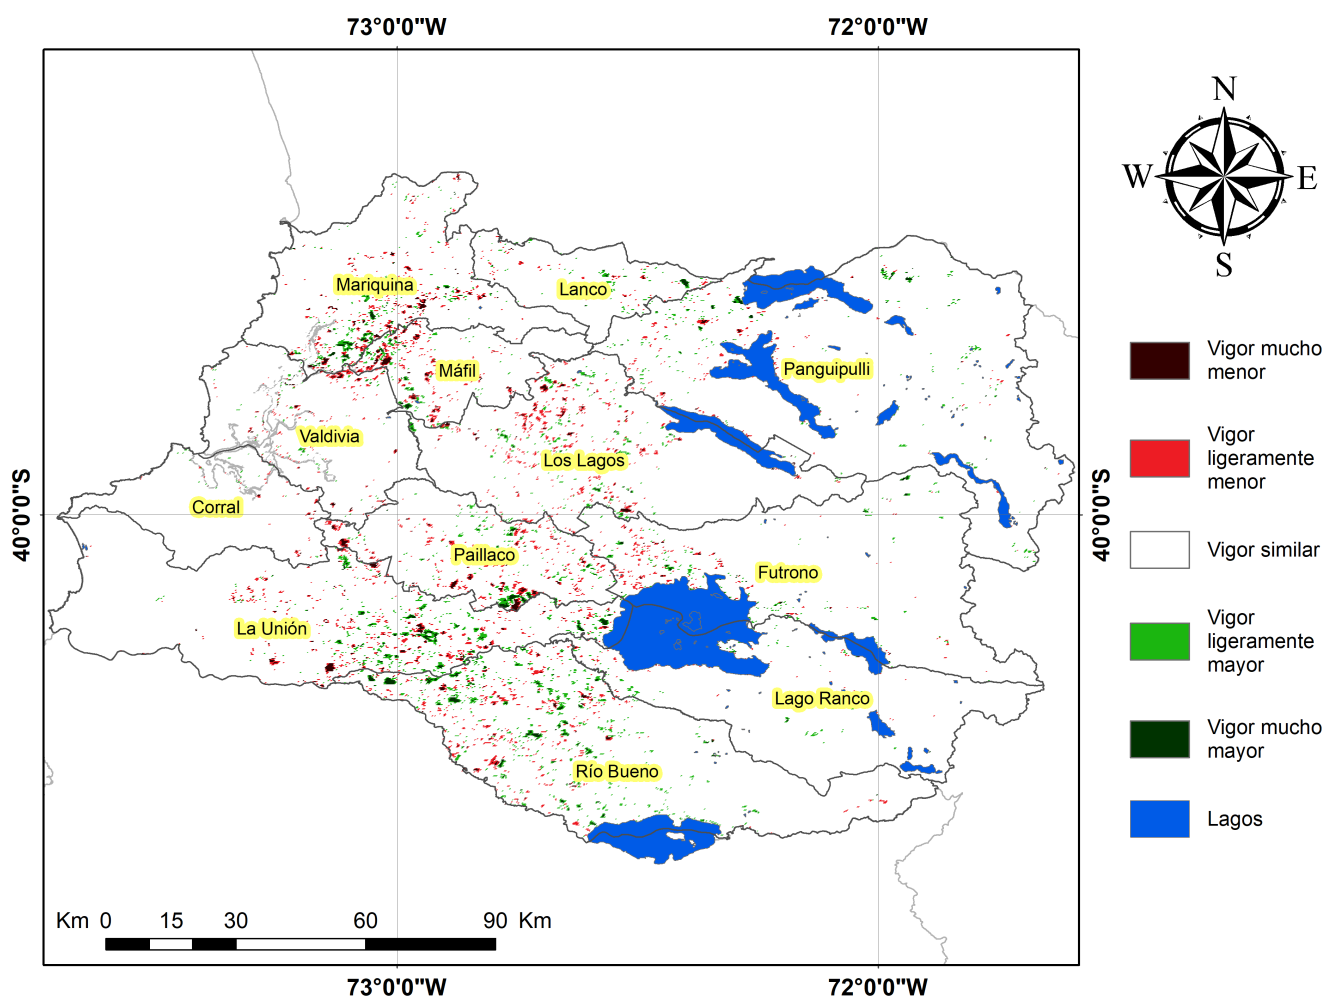 73°0'0"W
72°0'0"W
N
W
E
S
Mariquina
Lanco
Máfil
Panguipulli
Valdivia
Los Lagos
Corral
40°0'0"S
40°0'0"S
Paillaco
Futrono
La Unión
Lago Ranco
Río Bueno
Vigor mucho
menor
Vigor
ligeramente
menor
Vigor similar
Vigor
ligeramente
mayor
Vigor mucho
mayor
Lagos
Km 0 15 30 60 90 Km
73°0'0"W
72°0'0"W